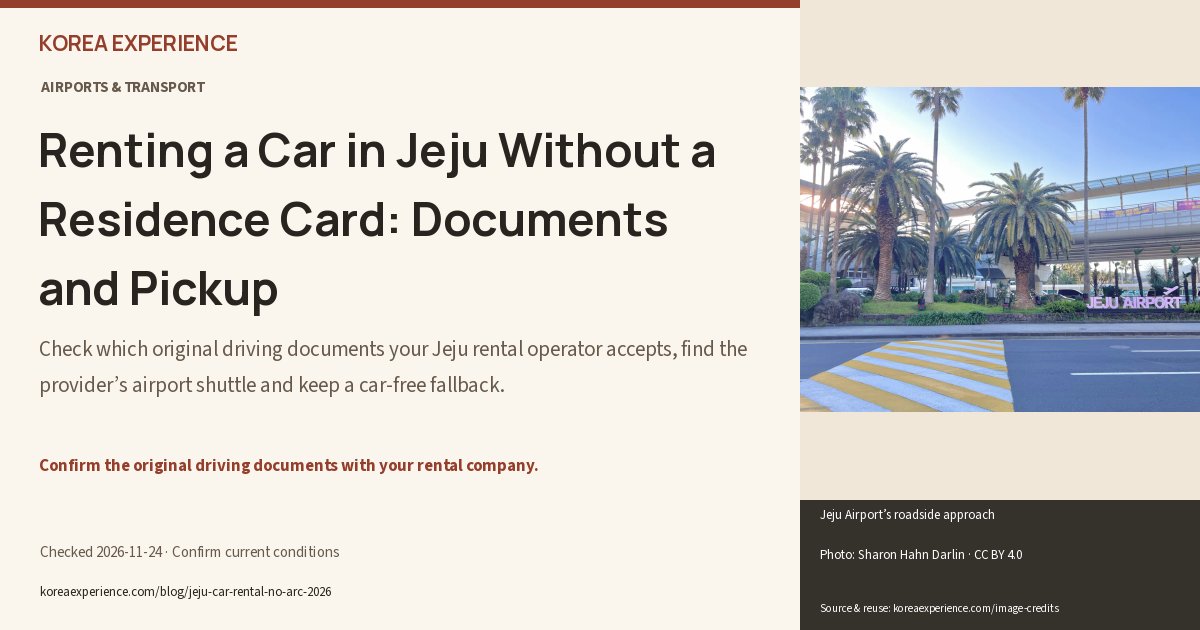 KOREA EXPERIENCE
AIRPORTS & TRANSPORT
Renting a Car in Jeju Without a
Residence Card: Documents
and Pickup
Check which original driving documents your Jeju rental operator accepts, find the
provider’s airport shuttle and keep a car-free fallback.
Confirm the original driving documents with your rental company.
Checked 2026-11-24 · Confirm current conditions
koreaexperience.com/blog/jeju-car-rental-no-arc-2026
JEJU AIRPORT
Jeju Airport’s roadside approach
Photo: Sharon Hahn Darlin · CC BY 4.0
Source & reuse: koreaexperience.com/image-credits